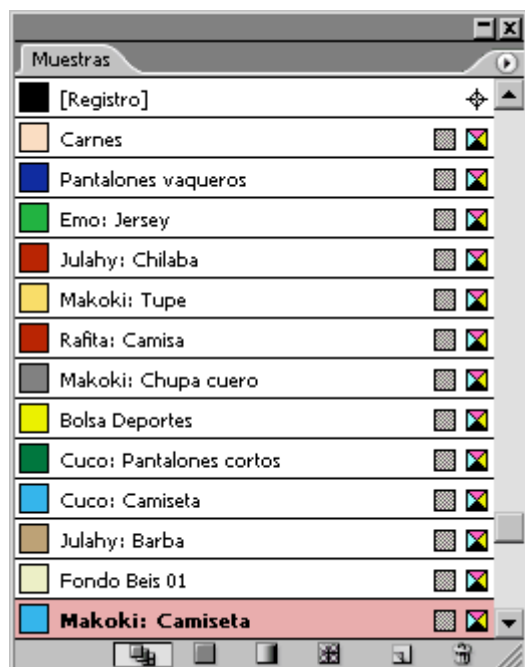 Muestras
[Registro]
Carnes
Pantalones vaqueros
Emo: Jersey
Julahy: Chilaba
Makoki: Tupe
Rafita: Camisa
Makoki: Chupa cuero
Bolsa Deportes
Cuco: Pantalones cortos
Cuco: Camiseta
Julahy: Barba
Fondo Beis 01
Makoki: Camiseta